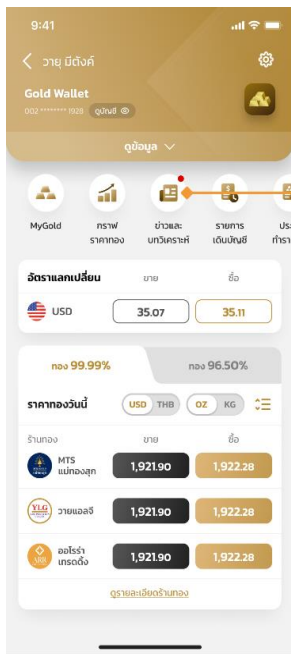 9:41
วายุ มีตังค์
Gold Wallet
002 ******** 1928 ดูบัญชี
ดูข้อมูล
MyGold
กราฟ
ราคาทอง
ข่าวและ
บทวิเคราะห์
รายการ
เดินบัญชี
ทำรา
อัตราแลกเปลี่ยน ขาย ซื้อ
USD 35.07 35.11
ทอง 99.99% ทอง 96.50%
ราคาทองวันนี้ USD THB OZ KG
ร้านทอง ขาย ซื้อ
MTS
แม่ทองสุก
1,921.90 1,922.28
YLG
วายแอลจี 1,921.90 1,922.28
ออโรร่า
เทรดดิ้ง
1,921.90 1,922.28
ดูรายละเอียดร้านทอง